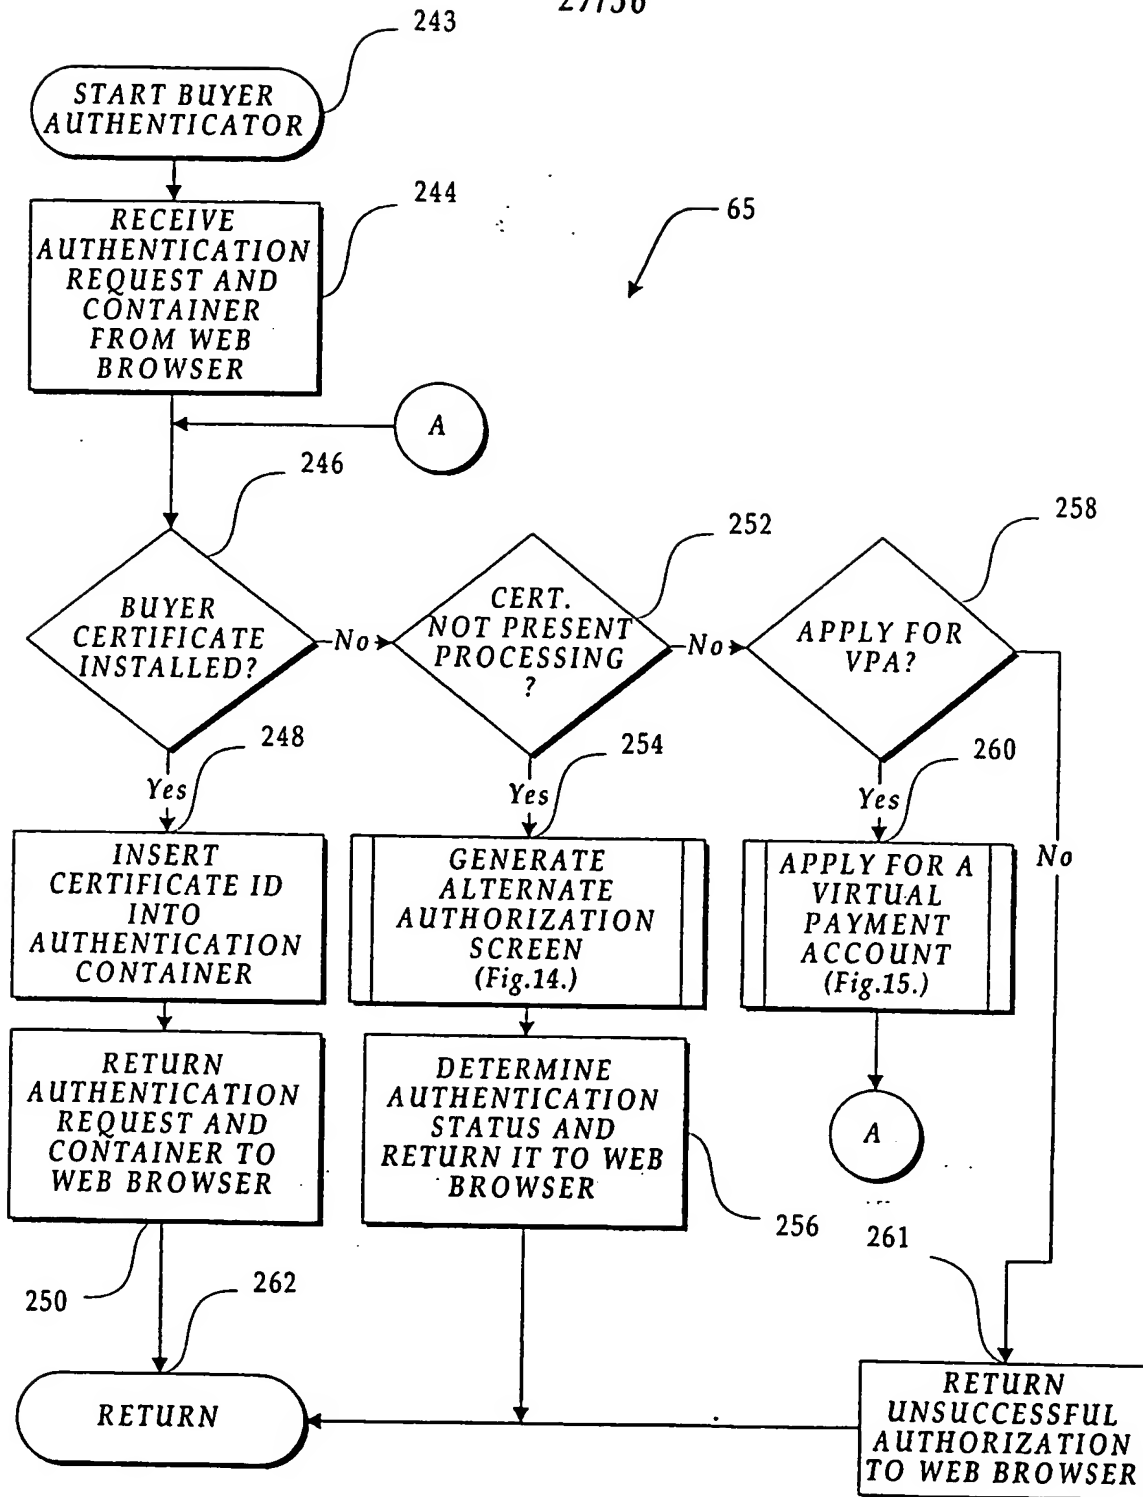 27/36
243
START BUYER
AUTHENTICATOR
244
RECEIVE
AUTHENTICATION
REQUEST AND
CONTAINER
FROM WEB
BROWSER
65
A
246
BUYER
CERTIFICATE
INSTALLED?
No
252
CERT.
NOT PRESENT
PROCESSING
?
No
258
APPLY FOR
VPA?
No
Yes
248
INSERT
CERTIFICATE ID
INTO
AUTHENTICATION
CONTAINER
Yes
254
GENERATE
ALTERNATE
AUTHORIZATION
SCREEN
(Fig.14.)
Yes
260
APPLY FOR A
VIRTUAL
PAYMENT
ACCOUNT
(Fig.15.)
RETURN
AUTHENTICATION
REQUEST AND
CONTAINER TO
WEB BROWSER
250
DETERMINE
AUTHENTICATION
STATUS AND
RETURN IT TO WEB
BROWSER
256
A
261
262
RETURN
RETURN
UNSUCCESSFUL
AUTHORIZATION
TO WEB BROWSER